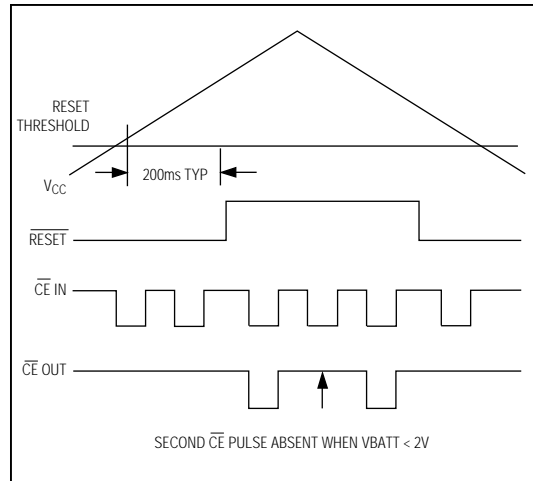 RESET
THRESHOLD
200ms TYP
VCC
RESET
CE IN
CE OUT
SECOND CE PULSE ABSENT WHEN VBATT < 2V